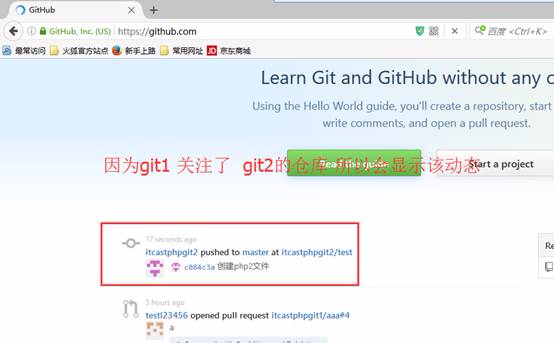 GitHub
GitHub, Inc. (US) https://github.com 百度 <Ctrl+K>
最常访问 火狐官方站点 新手上路 常用网址 JD 京东商城
Learn Git and GitHub without any c
Using the Hello World guide, you'll create a repository, start
write comments, and open a pull request.
因为git1 关注了 git2的仓库 所以会显示该动态
Read the guide Start a project
17 seconds ago
itcastphpgit2 pushed to master at itcastphpgit2/test
c084c3a 创建php2文件
Re
5 hours ago
testl23456 opened pull request itcastphpgit1/aaa#4
a